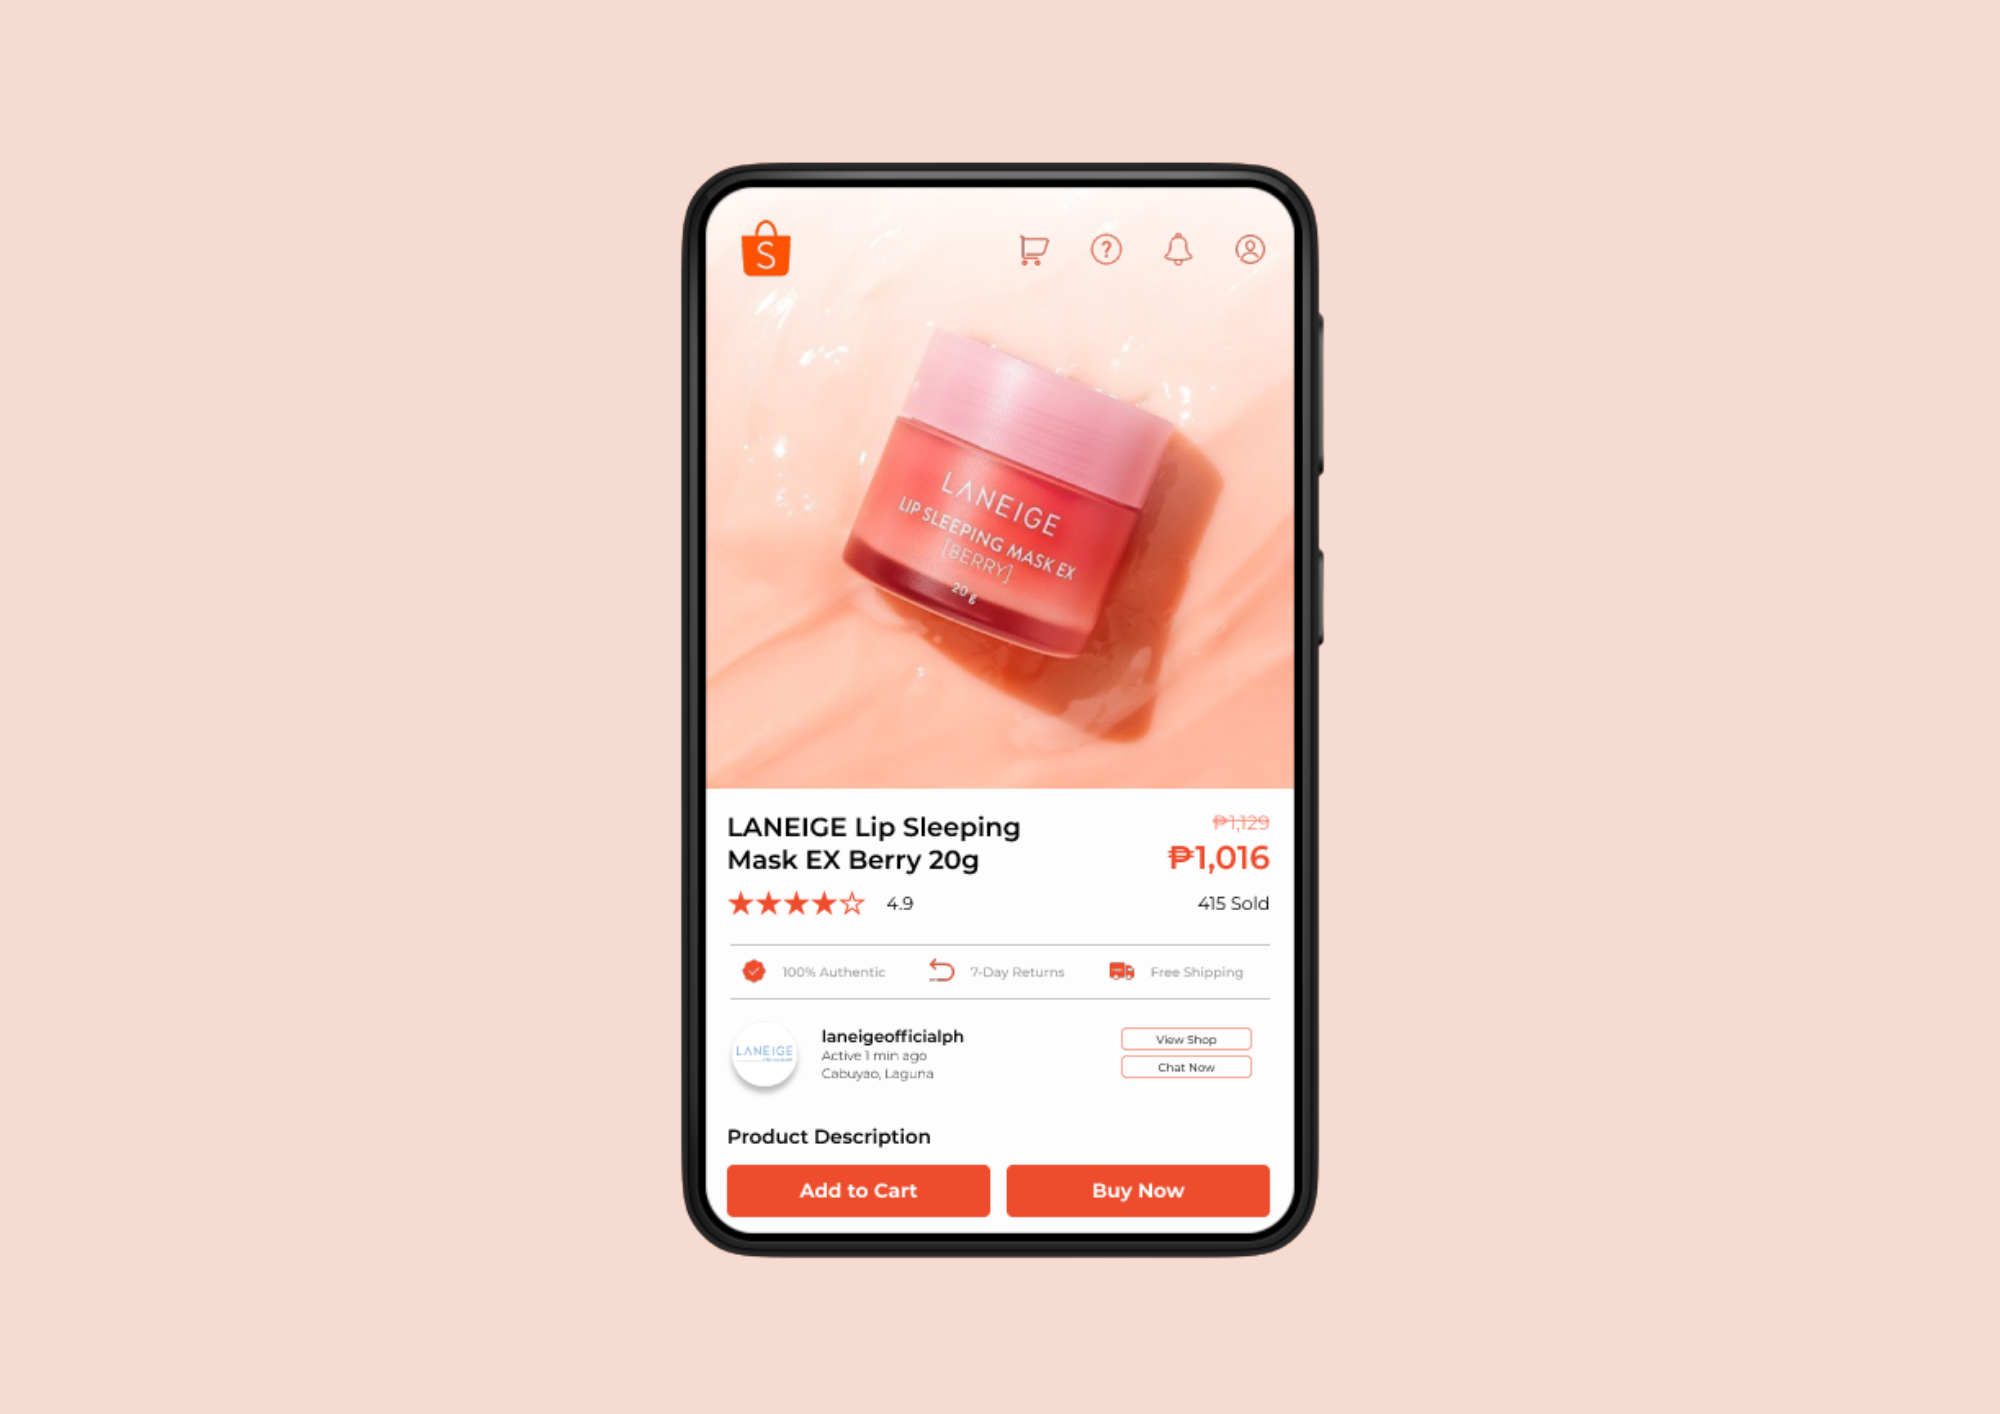 S
LANEIGE
LIP SLEEPING MASK EX
[BERRY]
20 g
LANEIGE Lip Sleeping
Mask EX Berry 20g
₱1,129
₱1,016
4.9
415 Sold
100% Authentic
7-Day Returns
Free Shipping
LANEIGE
laneigeofficialph
Active 1 min ago
Cabuyao, Laguna
View Shop
Chat Now
Product Description
Add to Cart
Buy Now